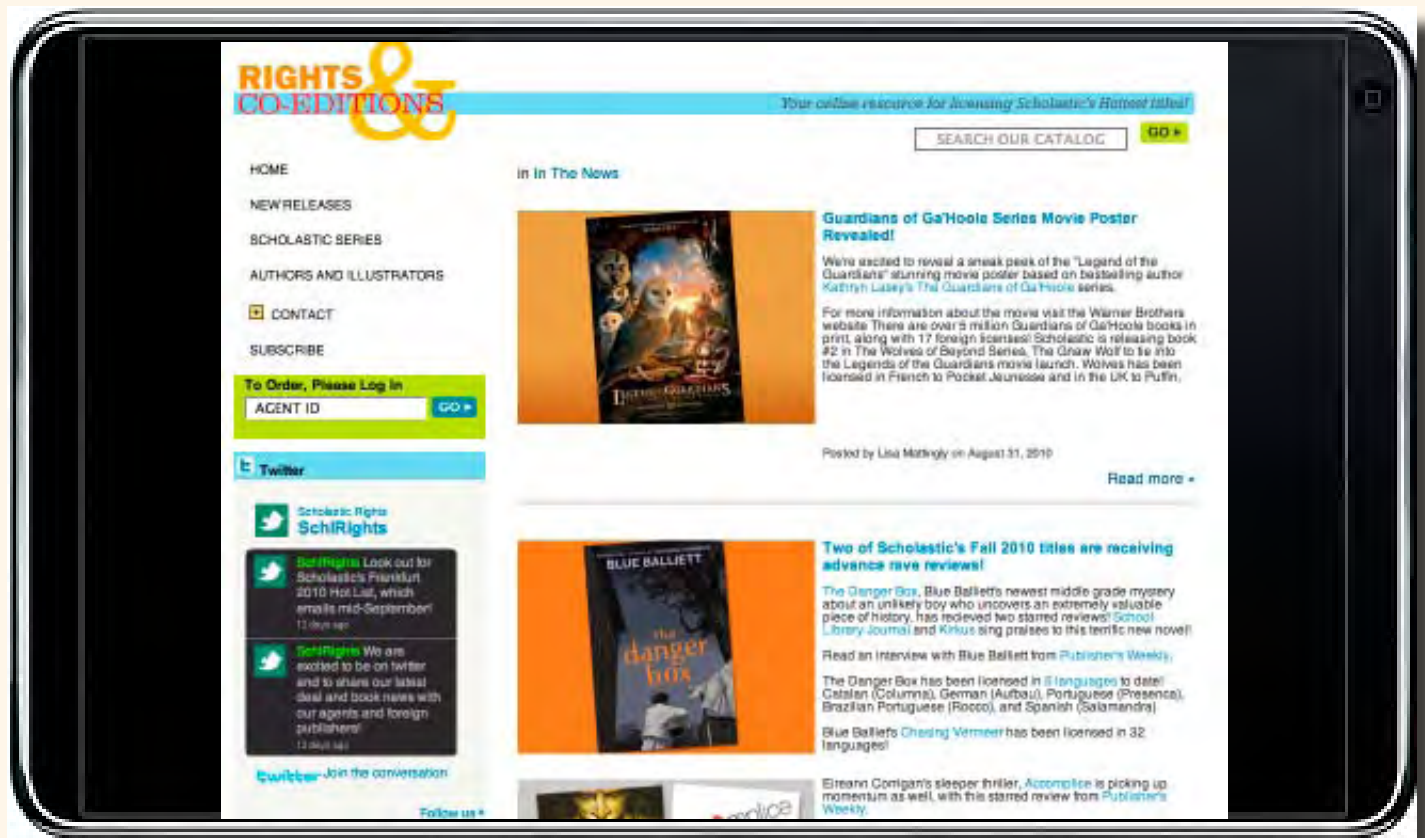 RIGHTS &
CO-EDITIONS
Your online resource for licensing Scholastic's Hottest titles!
SEARCH OUR CATALOG
GO
HOME
NEW RELEASES
SCHOLASTIC SERIES
AUTHORS AND ILLUSTRATORS
CONTACT
SUBSCRIBE
To Order, Please Log in
AGENT ID
GO
Twitter
Scholastic Rights
SchlRights
SchlRights Look out for
Scholastic's Frankfurt
2010 Hot List, which
emails mid-September!
12 days ago
SchlRights We are
excited to be on twitter
and to share our latest
deal and book news with
our agents and foreign
publishers!
12 days ago
twitter Join the conversation
Follow us
in In The News
LEGEND OF THE GUARDIANS
Guardians of Ga'Hoole Series Movie Poster
Revealed!
We're excited to reveal a sneak peek of the "Legend of the
Guardians" stunning movie poster based on bestselling author
Kathryn Lasky's The Guardians of Ga'Hoole series.
For more information about the movie visit the Warner Brothers
website There are over 5 million Guardians of Ga'Hoole books in
print, along with 17 foreign licenses! Scholastic is releasing book
#2 in The Wolves of Beyond Series, The Gnaw Wolf to tie into
the Legends of the Guardians movie launch. Wolves has been
licensed in French to Pocket Jeunesse and in the UK to Puffin.
Posted by Lisa Mattingly on August 31, 2010
Read more
BLUE BALLIETT
the
danger
box
Two of Scholastic's Fall 2010 titles are receiving
advance rave reviews!
The Danger Box, Blue Balliett's newest middle grade mystery
about an unlikely boy who uncovers an extremely valuable
piece of history, has recieved two starred reviews! School
Library Journal and Kirkus sing praises to this terrific new novel!
Read an interview with Blue Balliett from Publisher's Weekly.
The Danger Box has been licensed in 5 languages to date!
Catalan (Columna), German (Aufbau), Portuguese (Presenca),
Brazilian Portuguese (Rocco), and Spanish (Salamandra)
Blue Balliett's Chasing Vermeer has been licensed in 32
languages!
Eireann Corrigan's sleeper thriller, Accomplice is picking up
momentum as well, with this starred review from Publisher's
Weekly.